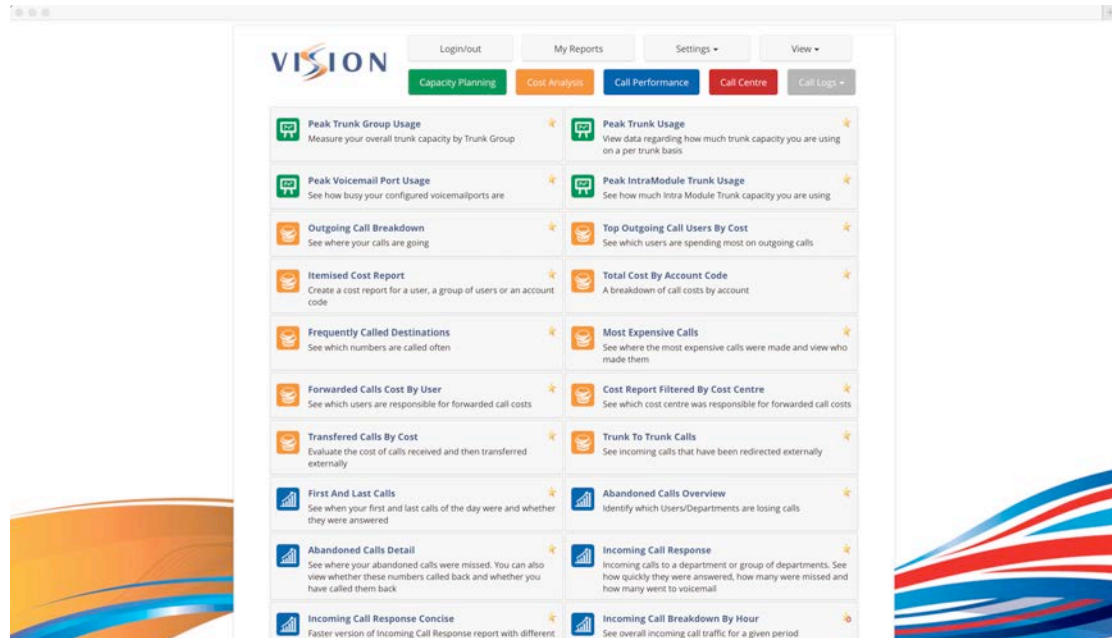 VISION
Login/out
My Reports
Settings
View
Capacity Planning
Cost Analysis
Call Performance
Call Centre
Call Logs
Peak Trunk Group Usage
Measure your overall trunk capacity by Trunk Group
Peak Trunk Usage
View data regarding how much trunk capacity you are using
on a per trunk basis
Peak Voicemail Port Usage
See how busy your configured voicemailports are
Peak IntraModule Trunk Usage
See how much Intra Module Trunk capacity you are using
Outgoing Call Breakdown
See where your calls are going
Top Outgoing Call Users By Cost
See which users are spending most on outgoing calls
Itemised Cost Report
Create a cost report for a user, a group of users or an account
code
Total Cost By Account Code
A breakdown of call costs by account
Frequently Called Destinations
See which numbers are called often
Most Expensive Calls
See where the most expensive calls were made and view who
made them
Forwarded Calls Cost By User
See which users are responsible for forwarded call costs
Cost Report Filtered By Cost Centre
See which cost centre was responsible for forwarded call costs
Transfered Calls By Cost
Evaluate the cost of calls received and then transferred
externally
Trunk To Trunk Calls
See incoming calls that have been redirected externally
First And Last Calls
See when your first and last calls of the day were and whether
they were answered
Abandoned Calls Overview
Identify which Users/Departments are losing calls
Abandoned Calls Detail
See where your abandoned calls were missed. You can also
view whether these numbers called back and whether you
have called them back
Incoming Call Response
Incoming calls to a department or group of departments. See
how quickly they were answered, how many were missed and
how many went to voicemail
Incoming Call Response Concise
Faster version of Incoming Call Response report with different
Incoming Call Breakdown By Hour
See overall incoming call traffic for a given period